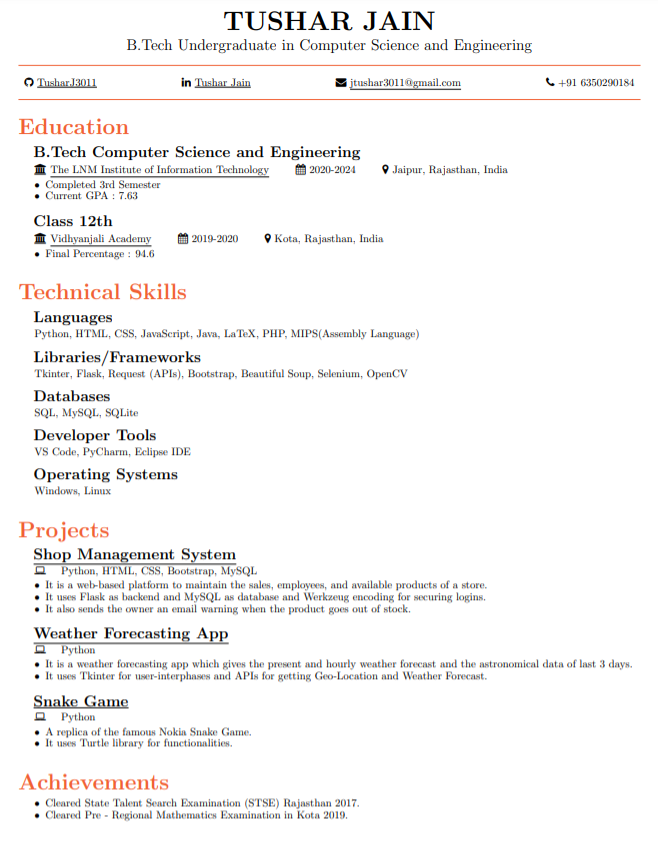 TUSHAR JAIN
B.Tech Undergraduate in Computer Science and Engineering
TusharJ3011 Tushar Jain jtushar3011@gmail.com +91 6350290184
Education
B.Tech Computer Science and Engineering
The LNM Institute of Information Technology 2020-2024 Jaipur, Rajasthan, India
• Completed 3rd Semester
• Current GPA : 7.63
Class 12th
Vidhyanjali Academy 2019-2020 Kota, Rajasthan, India
• Final Percentage : 94.6
Technical Skills
Languages
Python, HTML, CSS, JavaScript, Java, LaTeX, PHP, MIPS(Assembly Language)
Libraries/Frameworks
Tkinter, Flask, Request (APIs), Bootstrap, Beautiful Soup, Selenium, OpenCV
Databases
SQL, MySQL, SQLite
Developer Tools
VS Code, PyCharm, Eclipse IDE
Operating Systems
Windows, Linux
Projects
Shop Management System
Python, HTML, CSS, Bootstrap, MySQL
• It is a web-based platform to maintain the sales, employees, and available products of a store.
• It uses Flask as backend and MySQL as database and Werkzeug encoding for securing logins.
• It also sends the owner an email warning when the product goes out of stock.
Weather Forecasting App
Python
• It is a weather forecasting app which gives the present and hourly weather forecast and the astronomical data of last 3 days.
• It uses Tkinter for user-interphases and APIs for getting Geo-Location and Weather Forecast.
Snake Game
Python
• A replica of the famous Nokia Snake Game.
• It uses Turtle library for functionalities.
Achievements
• Cleared State Talent Search Examination (STSE) Rajasthan 2017.
• Cleared Pre - Regional Mathematics Examination in Kota 2019.